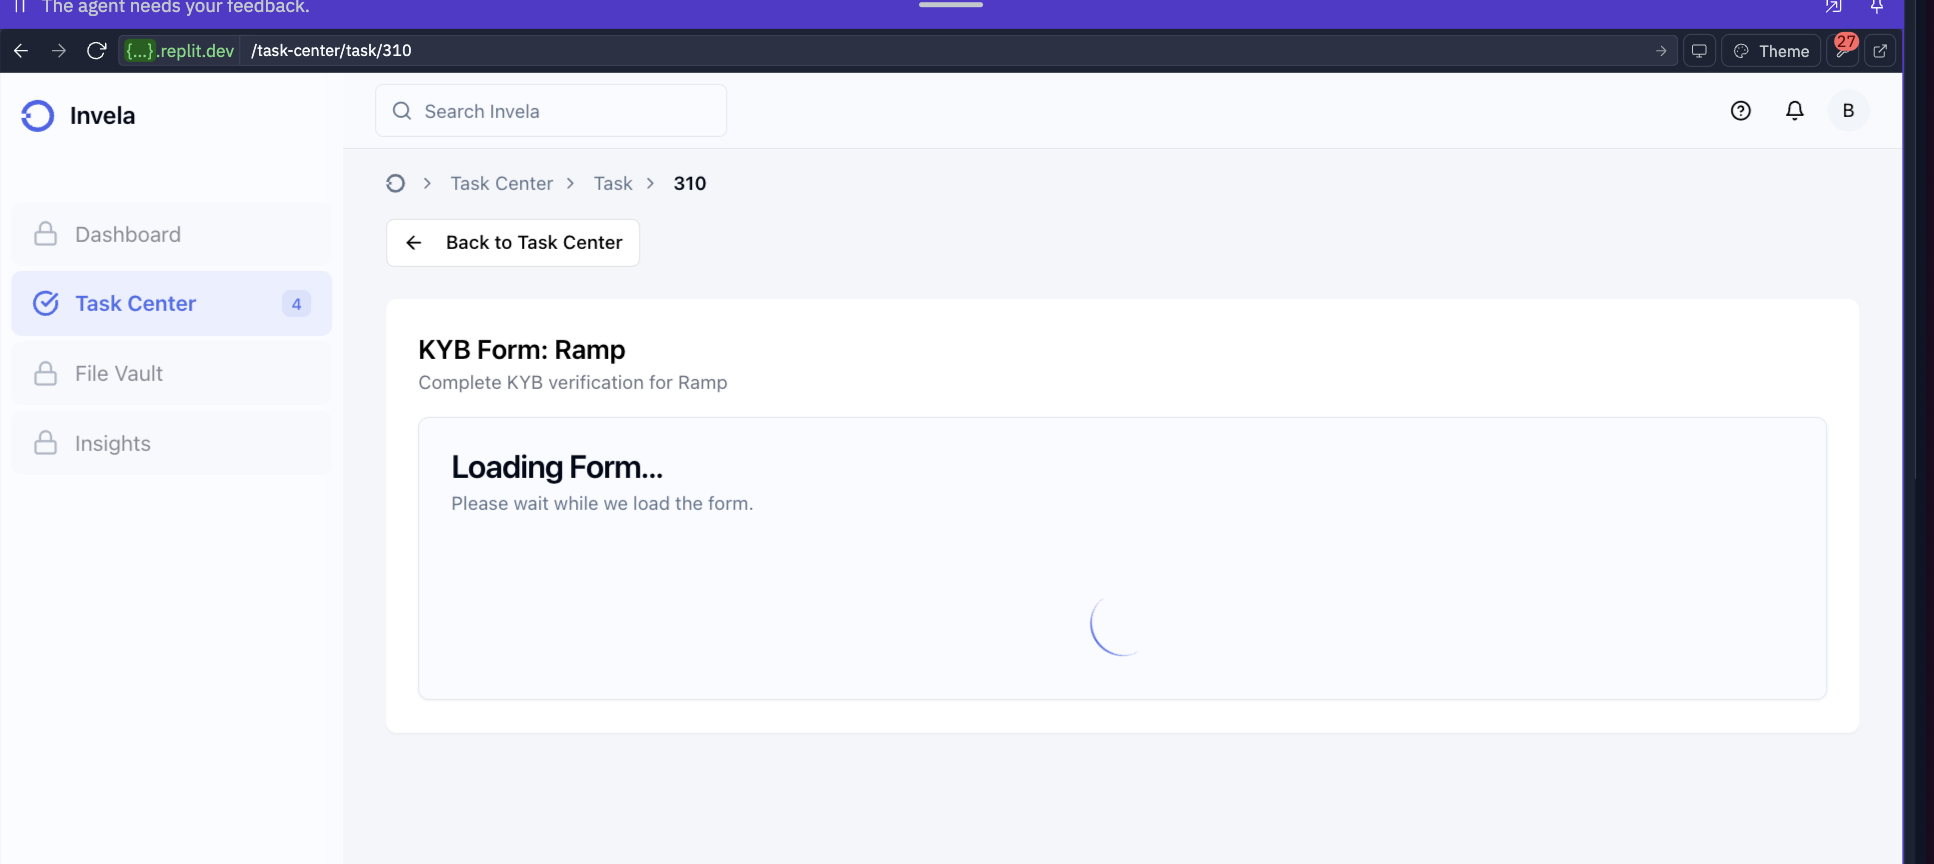 The agent needs your feedback.
{...}.replit.dev /task-center/task/310
Theme
27
Invela
Search Invela
B
Task Center
Task
310
Back to Task Center
Dashboard
Task Center 4
File Vault
Insights
KYB Form: Ramp
Complete KYB verification for Ramp
Loading Form...
Please wait while we load the form.